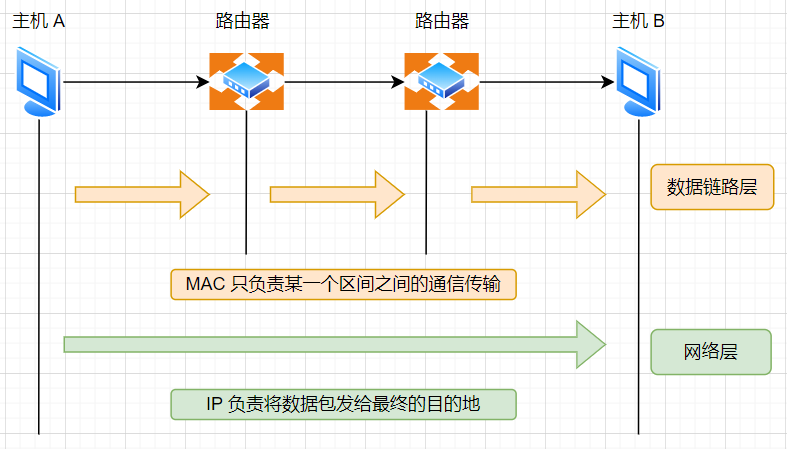 主机 A
路由器
路由器
主机 B
数据链路层
MAC 只负责某一个区间之间的通信传输
网络层
IP 负责将数据包发给最终的目的地